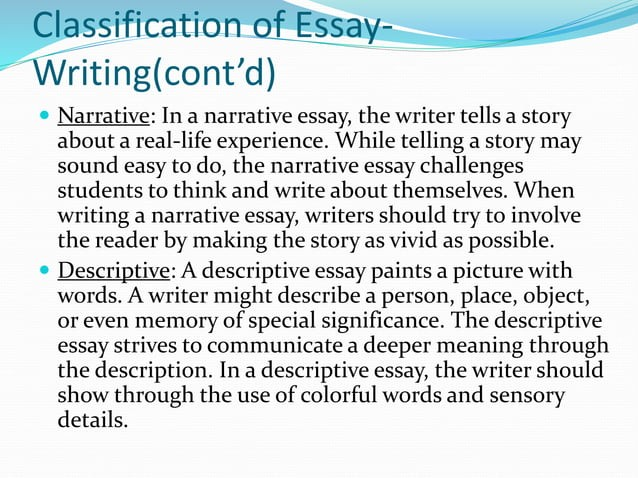 Classification of Essay-
Writing(cont’d)
• Narrative: In a narrative essay, the writer tells a story
about a real-life experience. While telling a story may
sound easy to do, the narrative essay challenges
students to think and write about themselves. When
writing a narrative essay, writers should try to involve
the reader by making the story as vivid as possible.
• Descriptive: A descriptive essay paints a picture with
words. A writer might describe a person, place, object,
or even memory of special significance. The descriptive
essay strives to communicate a deeper meaning through
the description. In a descriptive essay, the writer should
show through the use of colorful words and sensory
details.